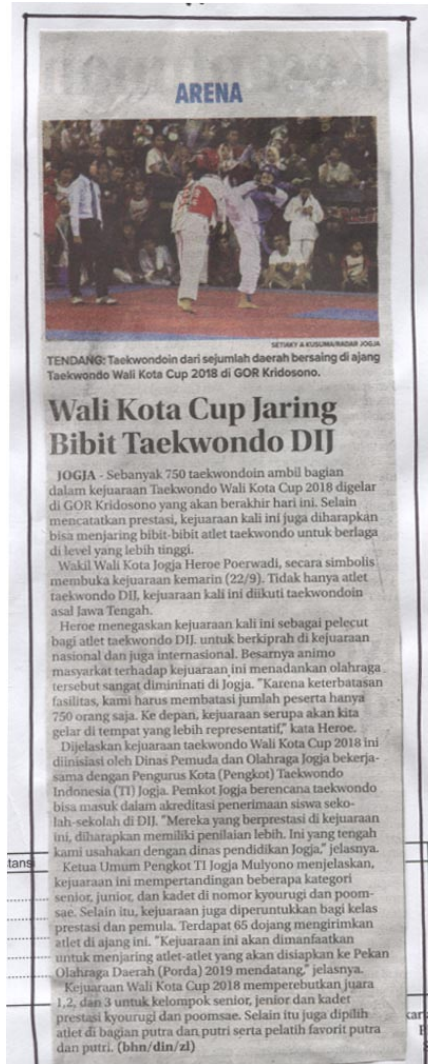 ARENA
SETIAKY A KUSUMA/RADAR JOGJA
TENDANG: Taekwondoin dari sejumlah daerah bersaing di ajang
Taekwondo Wali Kota Cup 2018 di GOR Kridosono.
Wali Kota Cup Jaring
Bibit Taekwondo DIJ
JOGJA - Sebanyak 750 taekwondoin ambil bagian
dalam kejuaraan Taekwondo Wali Kota Cup 2018 digelar
di GOR Kridosono yang akan berakhir hari ini. Selain
mencatatkan prestasi, kejuaraan kali ini juga diharapkan
bisa menjaring bibit-bibit atlet taekwondo untuk berlaga
di level yang lebih tinggi.
Wakil Wali Kota Jogja Heroe Poerwadi, secara simbolis
membuka kejuaraan kemarin (22/9). Tidak hanya atlet
taekwondo DIJ, kejuaraan kali ini diikuti taekwondoin
asal Jawa Tengah.
Heroe menegaskan kejuaraan kali ini sebagai pelecut
bagi atlet taekwondo DIJ. untuk berkiprah di kejuaraan
nasional dan juga internasional. Besarnya animo
masyarkat terhadap kejuaraan ini menadankan olahraga
tersebut sangat dimininati di Jogja. "Karena keterbatasan
fasilitas, kami harus membatasi jumlah peserta hanya
750 orang saja. Ke depan, kejuaraan serupa akan kita
gelar di tempat yang lebih representatif," kata Heroe.
Dijelaskan kejuaraan taekwondo Wali Kota Cup 2018 ini
diinisiasi oleh Dinas Pemuda dan Olahraga Jogja bekerja-
sama dengan Pengurus Kota (Pengkot) Taekwondo
Indonesia (TI) Jogja. Pemkot Jogja berencana taekwondo
bisa masuk dalam akreditasi penerimaan siswa seko-
lah-sekolah di DIJ. "Mereka yang berprestasi di kejuaraan
ini, diharapkan memiliki penilaian lebih. Ini yang tengah
kami usahakan dengan dinas pendidikan Jogja," jelasnya.
Ketua Umum Pengkot TI Jogja Mulyono menjelaskan,
kejuaraan ini mempertandingan beberapa kategori
senior, junior, dan kadet di nomor kyourugi dan poom-
sae. Selain itu, kejuaraan juga diperuntukkan bagi kelas
prestasi dan pemula. Terdapat 65 dojang mengirimkan
atlet di ajang ini. "Kejuaraan ini akan dimanfaatkan
untuk menjaring atlet-atlet yang akan disiapkan ke Pekan
Olahraga Daerah (Porda) 2019 mendatang," jelasnya.
Kejuaraan Wali Kota Cup 2018 memperebutkan juara
1,2, dan 3 untuk kelompok senior, jenior dan kadet
prestasi kyourugi dan poomsae. Selain itu juga dipilih
atlet di bagian putra dan putri serta pelatih favorit putra
dan putri. (bhn/din/zl)